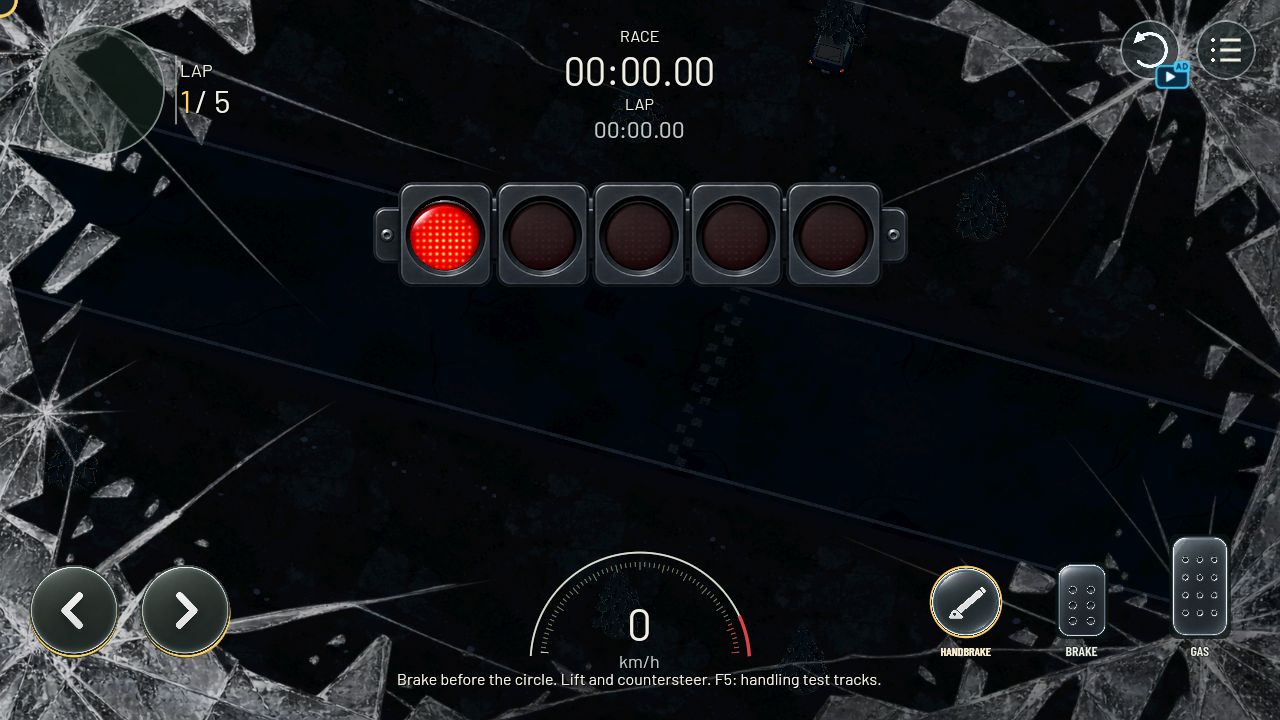 RACE
00:00.00
LAP
00:00.00
LAP
1 / 5
AD
0
km/h
HANDBRAKE
BRAKE
GAS
Brake before the circle. Lift and countersteer. F5: handling test tracks.